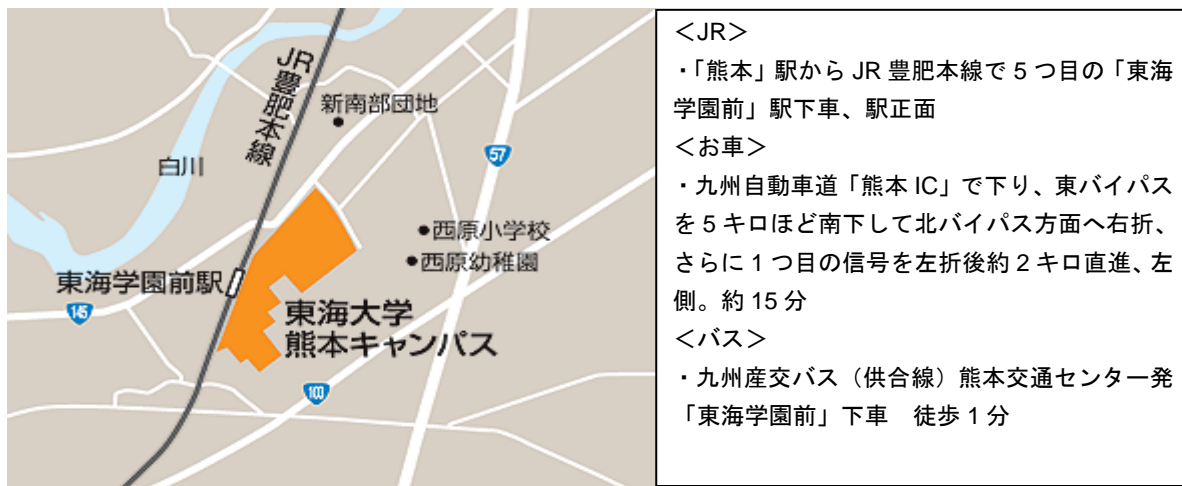 JR豊肥本線
新南部団地
白川
57
西原小学校
西原幼稚園
東海学園前駅
145
東海大学
熊本キャンパス
103
＜JR＞
・「熊本」駅から JR 豊肥本線で 5 つ目の「東海
学園前」駅下車、駅正面
＜お車＞
・九州自動車道「熊本 IC」で下り、東バイパス
を 5 キロほど南下して北バイパス方面へ右折、
さらに 1 つ目の信号を左折後約 2 キロ直進、左
側。約 15 分
＜バス＞
・九州産交バス（供合線）熊本交通センター発
「東海学園前」下車　徒歩 1 分